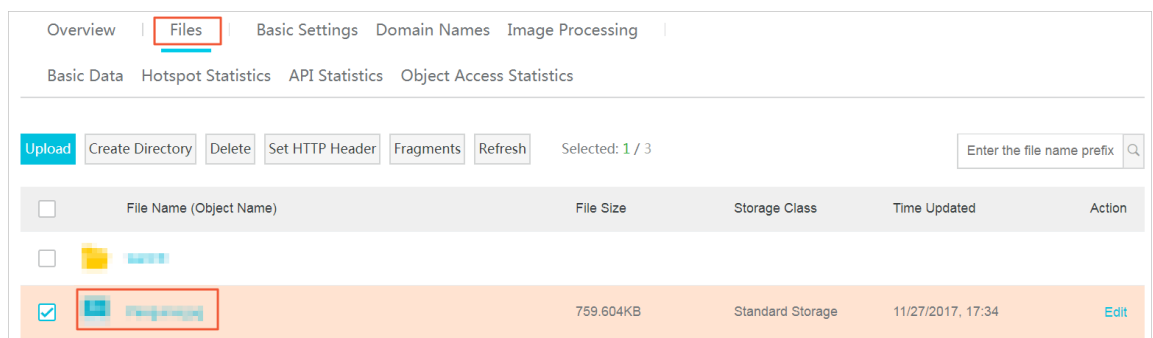 Overview Files Basic Settings Domain Names Image Processing
Basic Data Hotspot Statistics API Statistics Object Access Statistics
Upload Create Directory Delete Set HTTP Header Fragments Refresh Selected: 1 / 3 Enter the file name prefix
File Name (Object Name) File Size Storage Class Time Updated Action
759.604KB Standard Storage 11/27/2017, 17:34 Edit